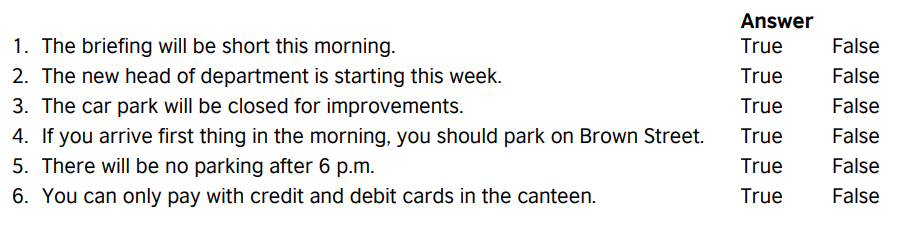 Answer
1. The briefing will be short this morning. True False
2. The new head of department is starting this week. True False
3. The car park will be closed for improvements. True False
4. If you arrive first thing in the morning, you should park on Brown Street. True False
5. There will be no parking after 6 p.m. True False
6. You can only pay with credit and debit cards in the canteen. True False